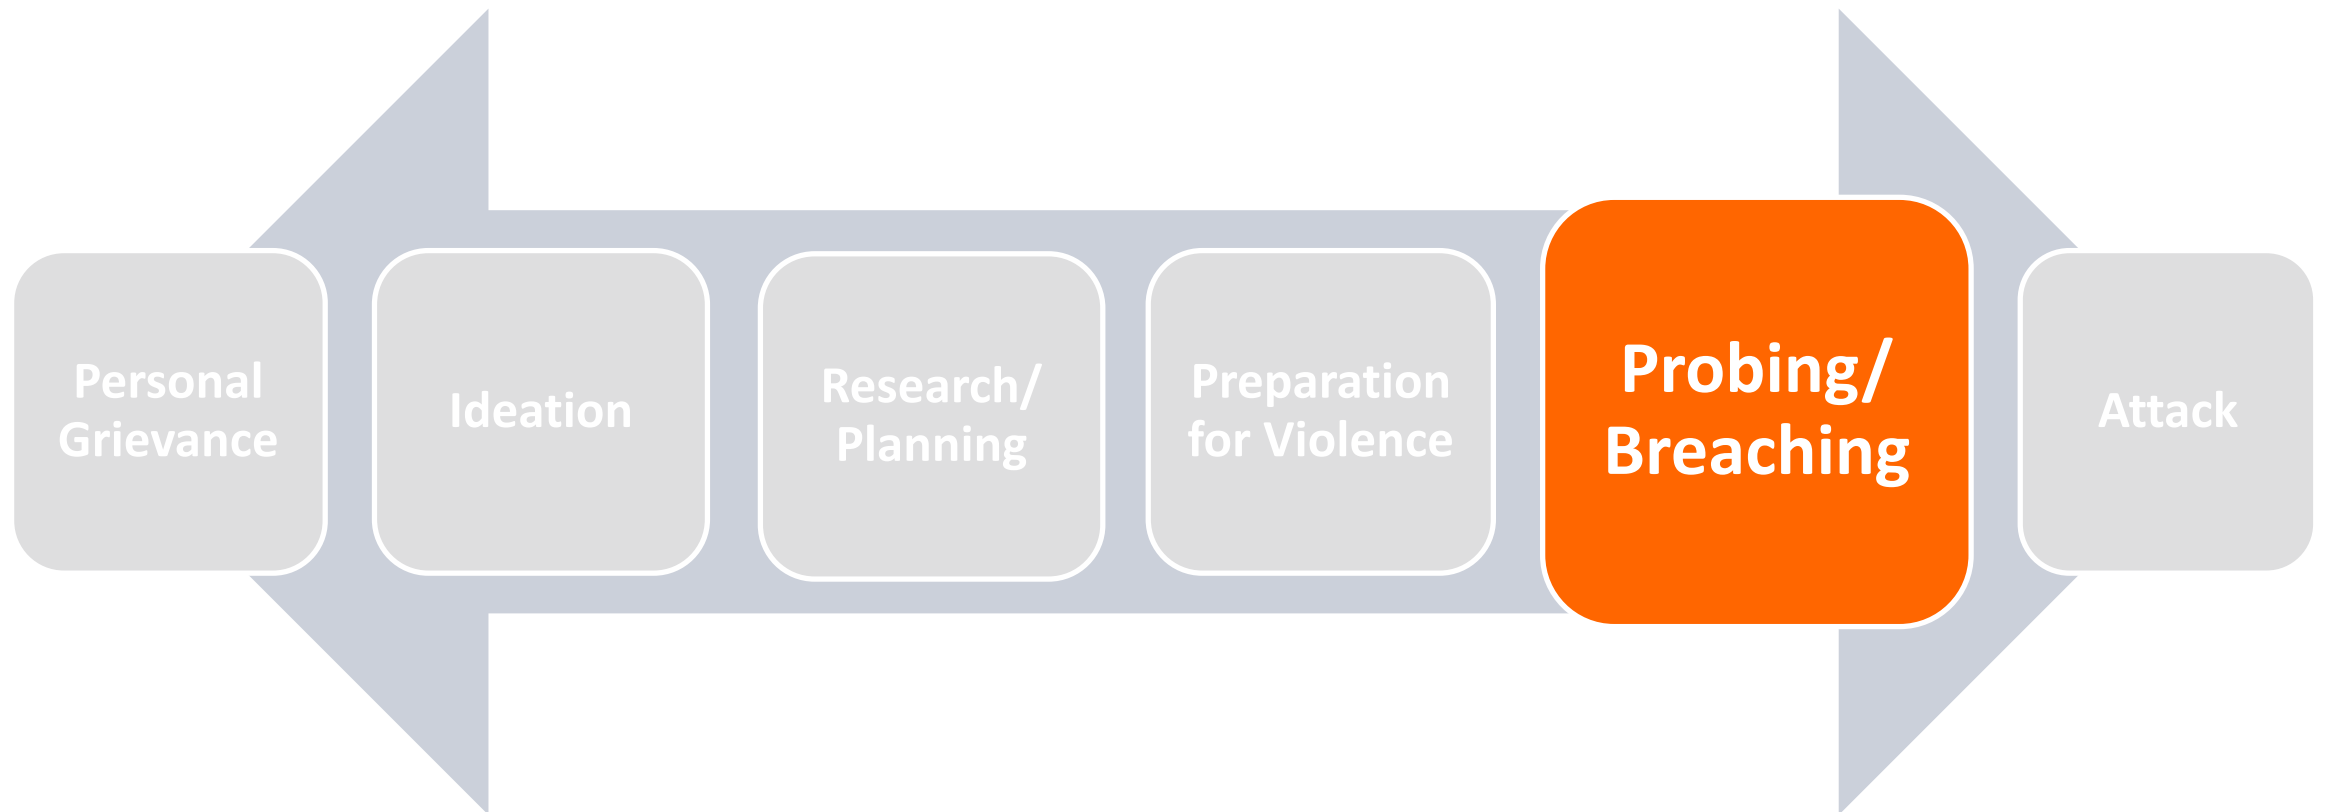 Personal
Grievance
Ideation
Research/
Planning
Preparation
for Violence
Probing/
Breaching
Attack